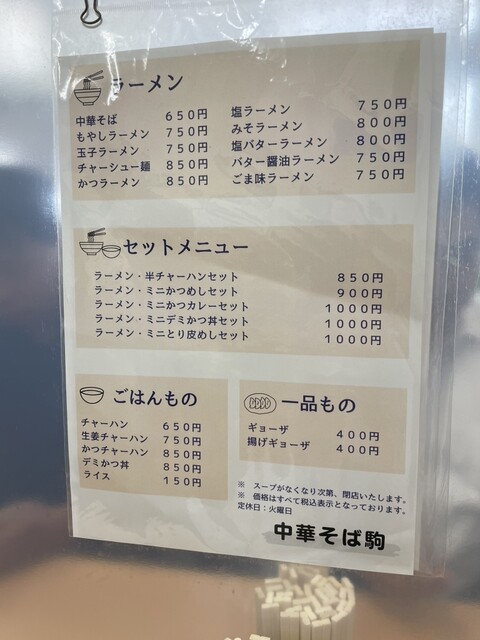 ラーメン
中華そば 650円
もやしラーメン 750円
玉子ラーメン 750円
チャーシュー麺 850円
かつラーメン 850円
塩ラーメン 750円
みそラーメン 800円
塩バターラーメン 800円
バター醤油ラーメン 750円
ごま味ラーメン 750円
セットメニュー
ラーメン・半チャーハンセット 850円
ラーメン・ミニかつめしセット 900円
ラーメン・ミニかつカレーセット 1000円
ラーメン・ミニデミかつ丼セット 1000円
ラーメン・ミニとり皮めしセット 1000円
ごはんもの
チャーハン 650円
生姜チャーハン 750円
かつチャーハン 850円
デミかつ丼 850円
ライス 150円
一品もの
ギョーザ 400円
揚げギョーザ 400円
※ スープがなくなり次第、閉店いたします。
※ 価格はすべて税込表示となっております。
定休日：火曜日
中華そば駒